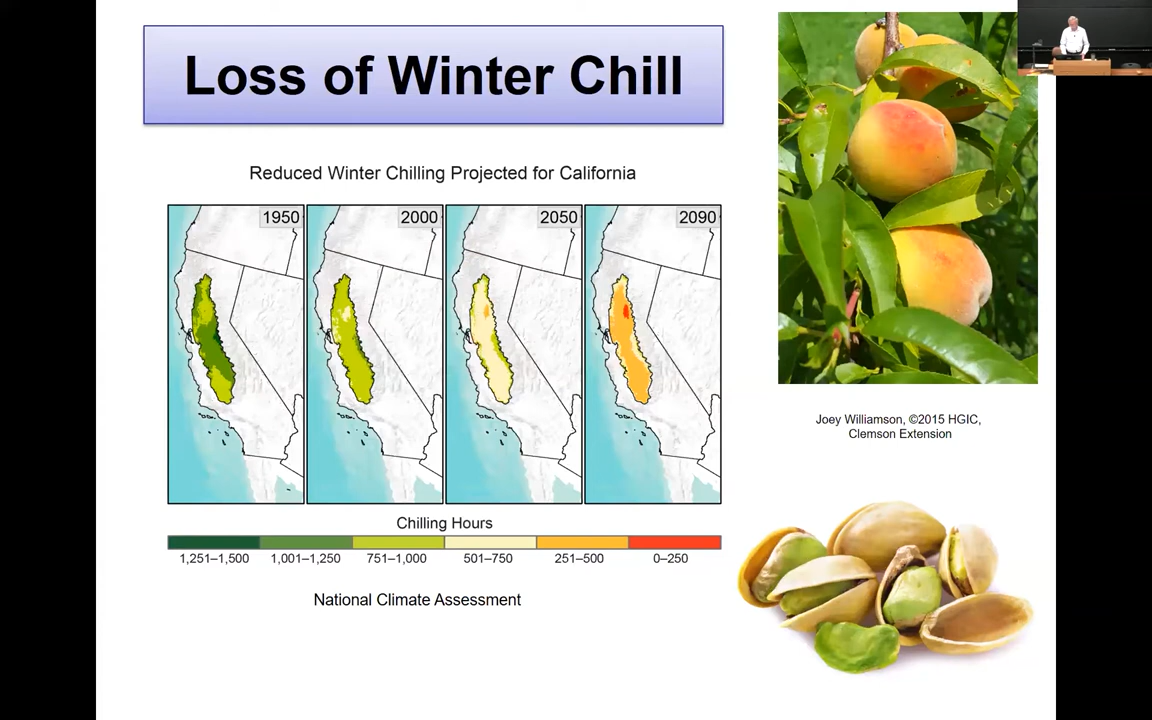 Loss of Winter Chill
Reduced Winter Chilling Projected for California
1950
2000
2050
2090
Chilling Hours
1,251–1,500
1,001–1,250
751–1,000
501–750
251–500
0–250
National Climate Assessment
Joey Williamson, ©2015 HGIC,
Clemson Extension